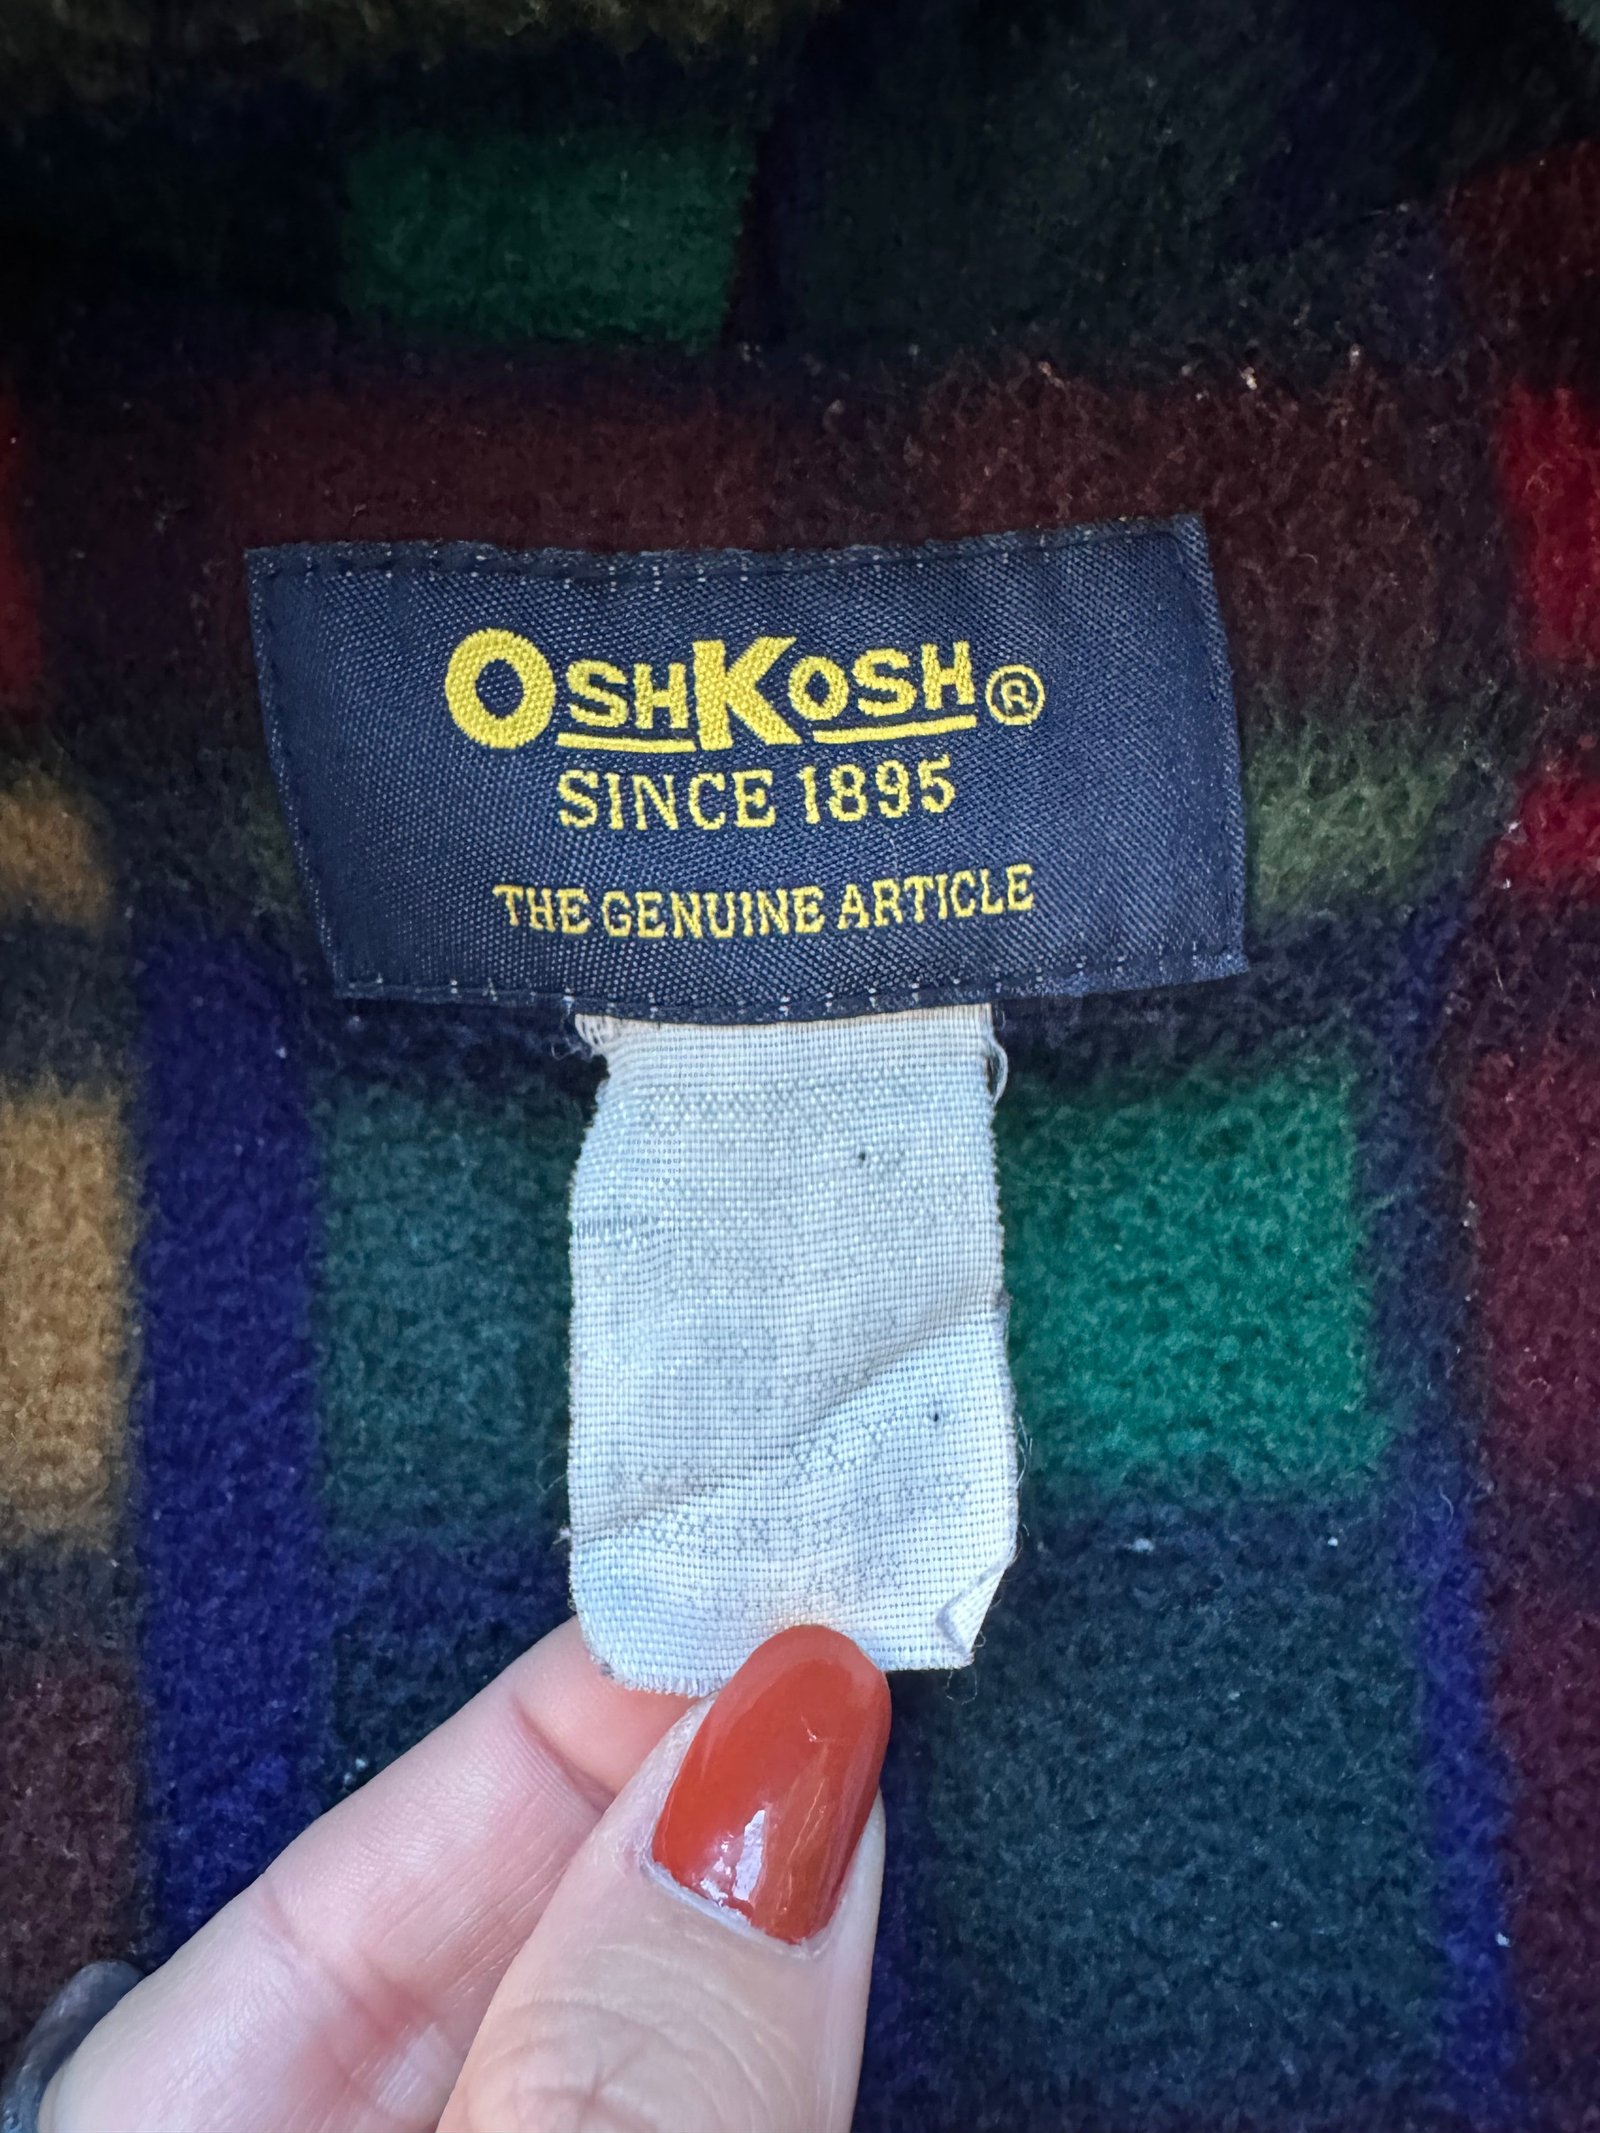 OSHKOSH®
SINCE 1895
THE GENUINE ARTICLE